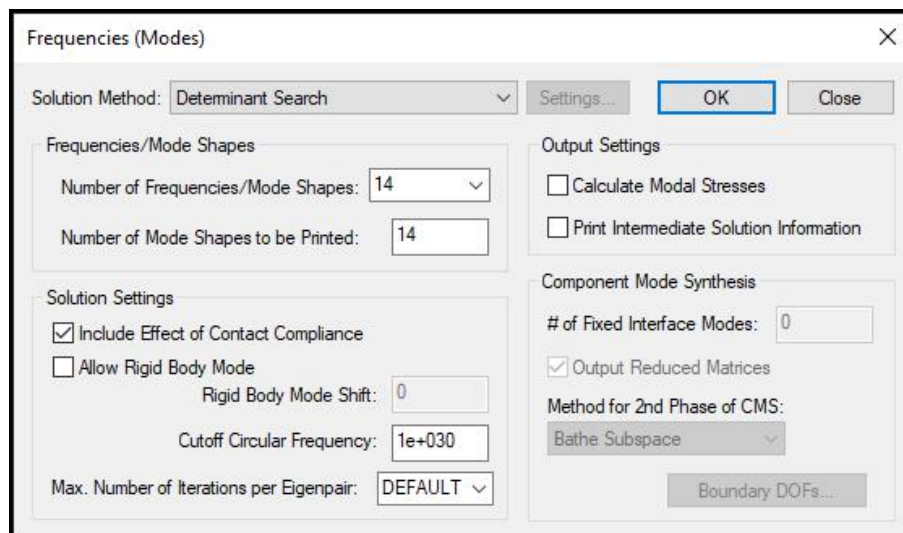 Frequencies (Modes)
Solution Method: Determinant Search Settings... OK Close
Frequencies/Mode Shapes
Number of Frequencies/Mode Shapes: 14
Number of Mode Shapes to be Printed: 14
Output Settings
Calculate Modal Stresses
Print Intermediate Solution Information
Solution Settings
Include Effect of Contact Compliance
Allow Rigid Body Mode
Rigid Body Mode Shift: 0
Cutoff Circular Frequency: 1e+030
Max. Number of Iterations per Eigenpair: DEFAULT
Component Mode Synthesis
# of Fixed Interface Modes: 0
Output Reduced Matrices
Method for 2nd Phase of CMS:
Bathe Subspace
Boundary DOFs...